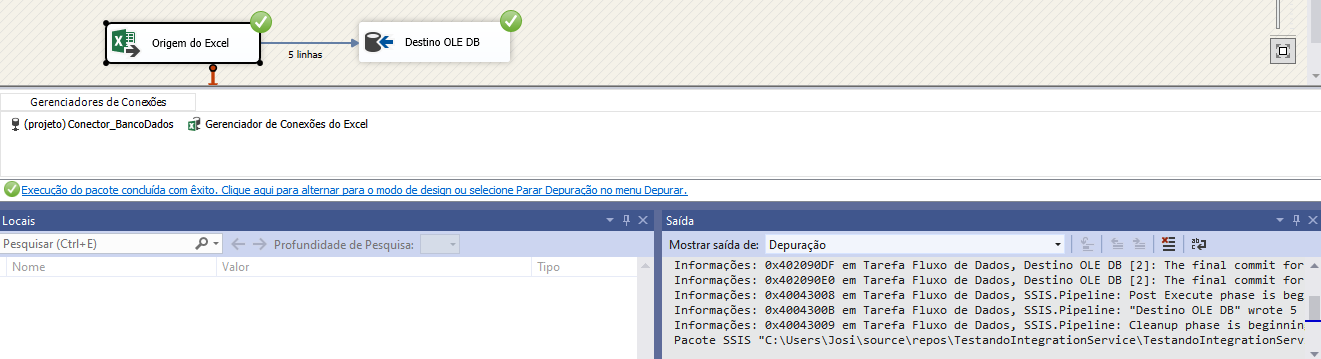 Origem do Excel
5 linhas
Destino OLE DB
Gerenciadores de Conexões
(projeto) Conector_BancoDados
Gerenciador de Conexões do Excel
Execução do pacote concluída com êxito. Clique aqui para alternar para o modo de design ou selecione Parar Depuração no menu Depurar.
Locais
Pesquisar (Ctrl+E)
Profundidade de Pesquisa:
Nome Valor Tipo
Saída
Mostrar saída de: Depuração
Informações: 0x402090DF em Tarefa Fluxo de Dados, Destino OLE DB [2]: The final commit for
Informações: 0x402090E0 em Tarefa Fluxo de Dados, Destino OLE DB [2]: The final commit for
Informações: 0x40043008 em Tarefa Fluxo de Dados, SSIS.Pipeline: Post Execute phase is beg
Informações: 0x4004300B em Tarefa Fluxo de Dados, SSIS.Pipeline: "Destino OLE DB" wrote 5
Informações: 0x40043009 em Tarefa Fluxo de Dados, SSIS.Pipeline: Cleanup phase is beginnin
Pacote SSIS "C:\Users\Josi\source\repos\TestandoIntegrationService\TestandoIntegrationServ